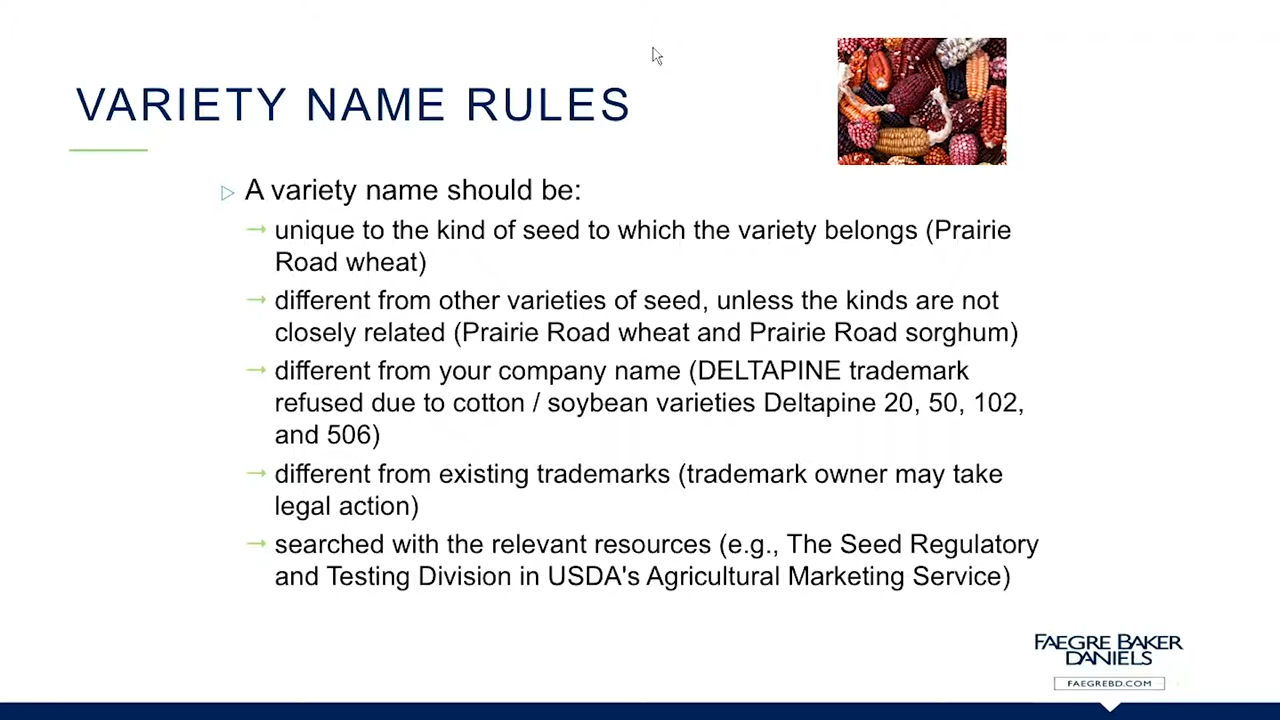 VARIETY NAME RULES
A variety name should be:
unique to the kind of seed to which the variety belongs (Prairie
Road wheat)
different from other varieties of seed, unless the kinds are not
closely related (Prairie Road wheat and Prairie Road sorghum)
different from your company name (DELTAPINE trademark
refused due to cotton / soybean varieties Deltapine 20, 50, 102,
and 506)
different from existing trademarks (trademark owner may take
legal action)
searched with the relevant resources (e.g., The Seed Regulatory
and Testing Division in USDA's Agricultural Marketing Service)
FAEGRE BAKER
DANIELS
FAEGREBD.COM